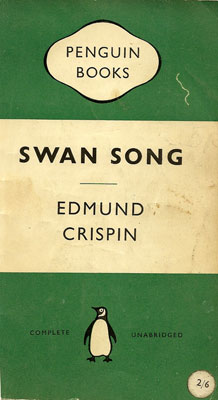 PENGUIN
BOOKS
SWAN SONG
EDMUND
CRISPIN
COMPLETE UNABRIDGED
2/6